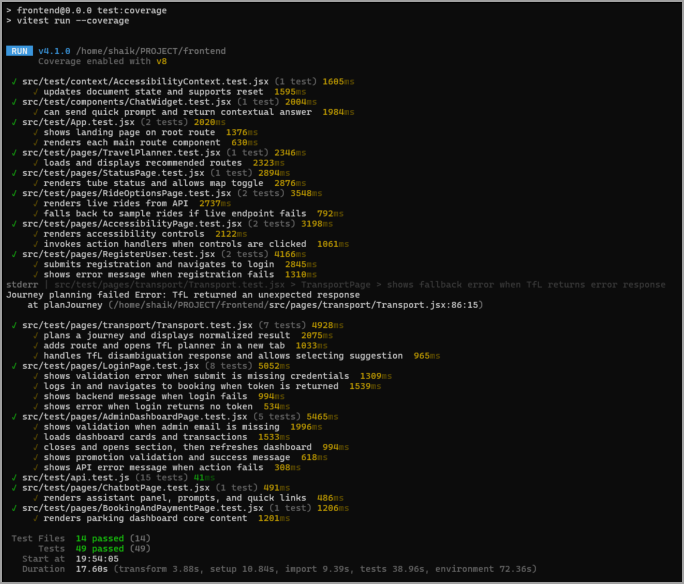 > frontend@0.0.0 test:coverage
> vitest run --coverage
RUN v4.1.0 /home/shaik/PROJECT/frontend
Coverage enabled with v8
✓ src/test/context/AccessibilityContext.test.jsx (1 test) 1605ms
✓ updates document state and supports reset 1595ms
✓ src/test/components/ChatWidget.test.jsx (1 test) 2004ms
✓ can send quick prompt and return contextual answer 1984ms
✓ src/test/App.test.jsx (2 tests) 2020ms
✓ shows landing page on root route 1376ms
✓ renders each main route component 630ms
✓ src/test/pages/TravelPlanner.test.jsx (1 test) 2346ms
✓ loads and displays recommended routes 2323ms
✓ src/test/pages/StatusPage.test.jsx (1 test) 2894ms
✓ renders tube status and allows map toggle 2876ms
✓ src/test/pages/RideOptionsPage.test.jsx (2 tests) 3548ms
✓ renders live rides from API 2737ms
✓ falls back to sample rides if live endpoint fails 792ms
✓ src/test/pages/AccessibilityPage.test.jsx (2 tests) 3198ms
✓ renders accessibility controls 2122ms
✓ invokes action handlers when controls are clicked 1061ms
✓ src/test/pages/RegisterUser.test.jsx (2 tests) 4166ms
✓ submits registration and navigates to login 2845ms
✓ shows error message when registration fails 1310ms
stderr | src/test/pages/transport/Transport.test.jsx > TransportPage > shows fallback error when TfL returns error response
Journey planning failed Error: TfL returned an unexpected response
at planJourney (/home/shaik/PROJECT/frontend/src/pages/transport/Transport.jsx:86:15)
✓ src/test/pages/transport/Transport.test.jsx (7 tests) 4928ms
✓ plans a journey and displays normalized result 2075ms
✓ adds route and opens TfL planner in a new tab 1033ms
✓ handles TfL disambiguation response and allows selecting suggestion 965ms
✓ src/test/pages/LoginPage.test.jsx (8 tests) 5052ms
✓ shows validation error when submit is missing credentials 1309ms
✓ logs in and navigates to booking when token is returned 1539ms
✓ shows backend message when login fails 994ms
✓ shows error when login returns no token 534ms
✓ src/test/pages/AdminDashboardPage.test.jsx (5 tests) 5465ms
✓ shows validation when admin email is missing 1996ms
✓ loads dashboard cards and transactions 1533ms
✓ closes and opens section, then refreshes dashboard 994ms
✓ shows promotion validation and success message 618ms
✓ shows API error message when action fails 308ms
✓ src/test/api.test.js (15 tests) 41ms
✓ src/test/pages/ChatbotPage.test.jsx (1 test) 491ms
✓ renders assistant panel, prompts, and quick links 486ms
✓ src/test/pages/BookingAndPaymentPage.test.jsx (1 test) 1206ms
✓ renders parking dashboard core content 1201ms
Test Files 14 passed (14)
Tests 49 passed (49)
Start at 19:54:05
Duration 17.60s (transform 3.88s, setup 10.84s, import 9.39s, tests 38.96s, environment 72.36s)